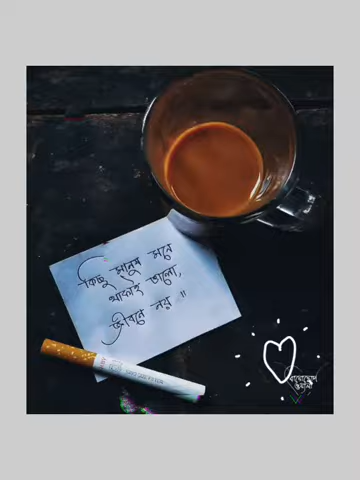 কিছু মানুষ মনে
থাকাই ভালো,
জীবনে নয় "